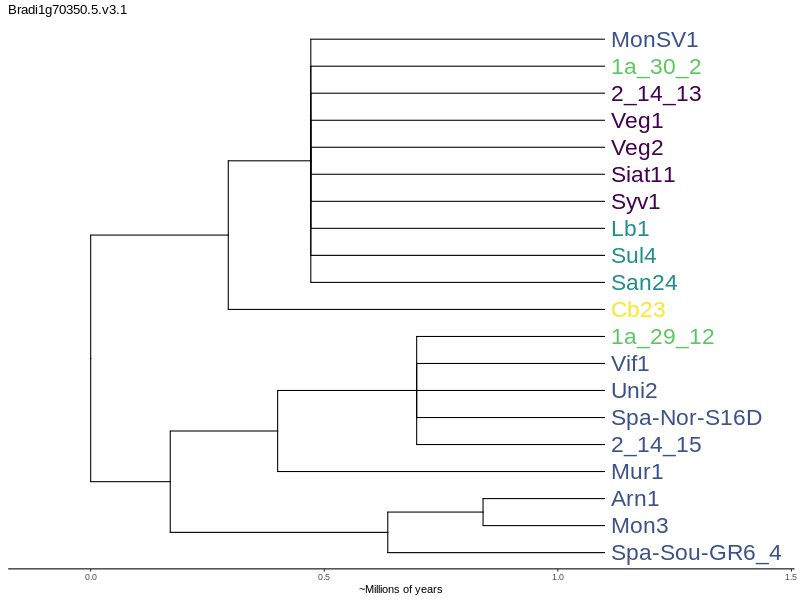 Bradi1g70350.5.v3.1
MonSV1
1a_30_2
2_14_13
Veg1
Veg2
Siat11
Syv1
Lb1
Sul4
San24
Cb23
1a_29_12
Vif1
Uni2
Spa-Nor-S16D
2_14_15
Mur1
Arn1
Mon3
Spa-Sou-GR6_4
0.0 0.5 1.0 1.5
~Millions of years